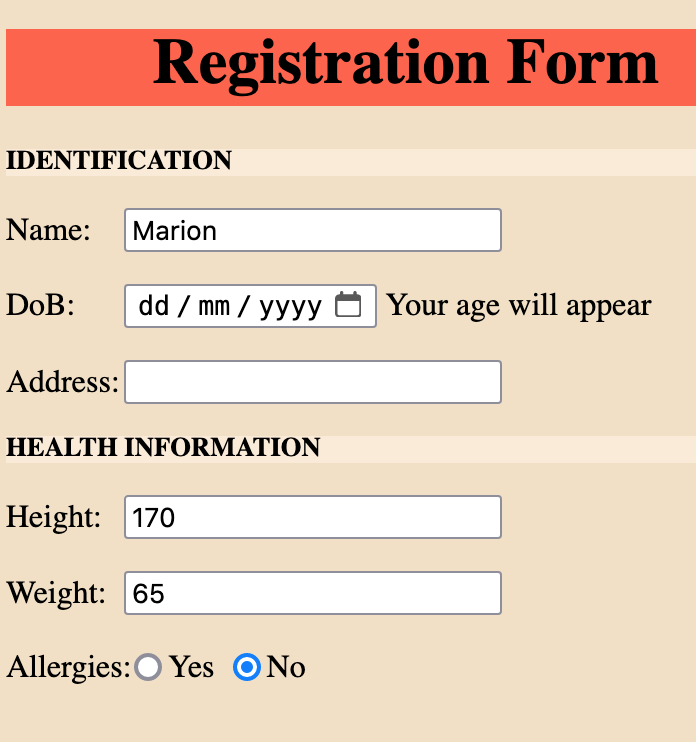 Registration Form
IDENTIFICATION
Name: Marion
DoB: dd / mm / yyyy Your age will appear
Address:
HEALTH INFORMATION
Height: 170
Weight: 65
Allergies: Yes No